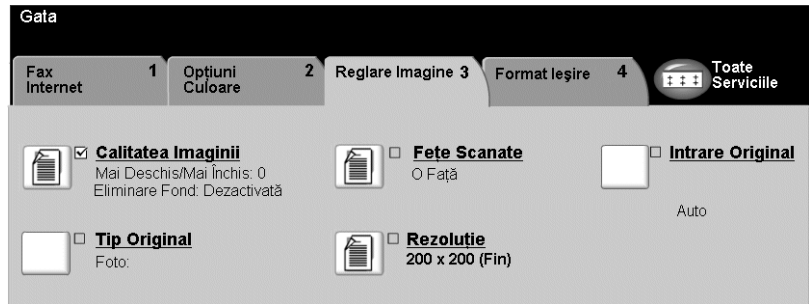 Gata
Fax Internet 1
Opțiuni Culoare 2
Reglare Imagine 3
Format Ieşire 4
Toate Serviciile
Calitatea Imaginii
Mai Deschis/Mai Închis: 0
Eliminare Fond: Dezactivată
Feţe Scanate
O Faţă
Intrare Original
Auto
Tip Original
Foto:
Rezoluţie
200 x 200 (Fin)